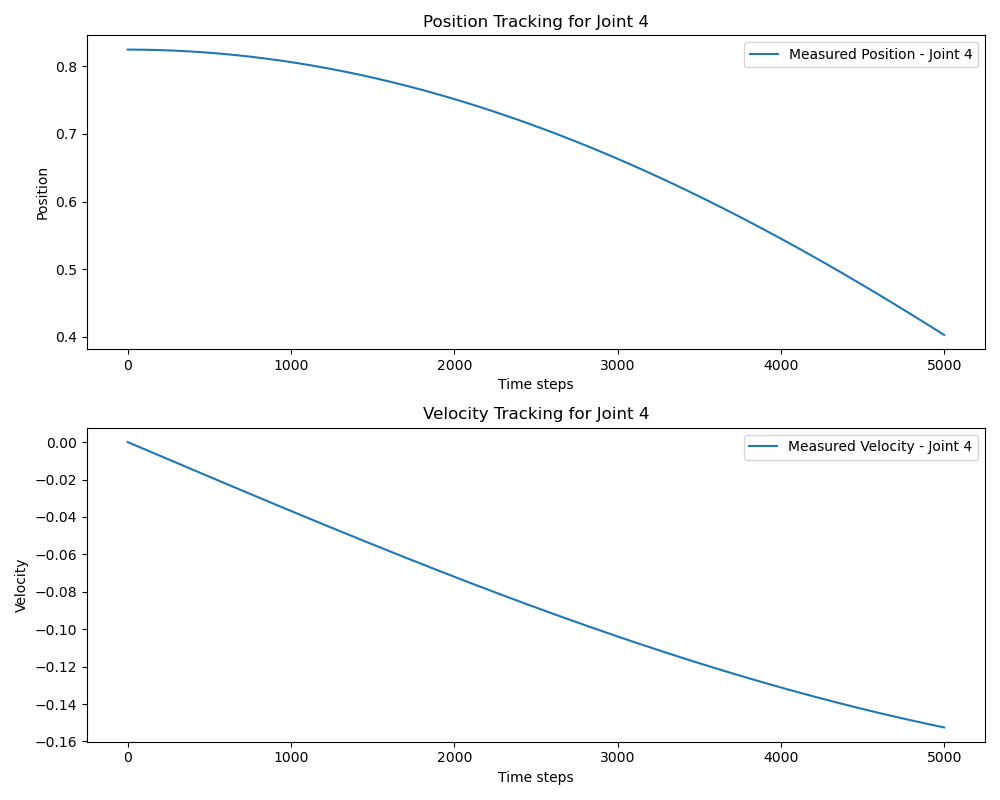 Position Tracking for Joint 4
Measured Position - Joint 4
Position
0.8
0.7
0.6
0.5
0.4
0 1000 2000 3000 4000 5000
Time steps
Velocity Tracking for Joint 4
Measured Velocity - Joint 4
Velocity
0.00
−0.02
−0.04
−0.06
−0.08
−0.10
−0.12
−0.14
−0.16
0 1000 2000 3000 4000 5000
Time steps